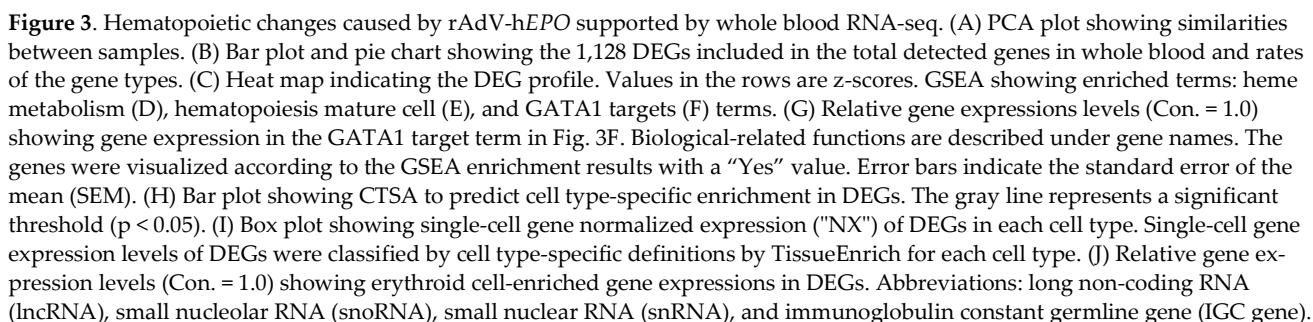 Figure 3. Hematopoietic changes caused by rAdV-hEPO supported by whole blood RNA-seq. (A) PCA plot showing similarities
between samples. (B) Bar plot and pie chart showing the 1,128 DEGs included in the total detected genes in whole blood and rates
of the gene types. (C) Heat map indicating the DEG profile. Values in the rows are z-scores. GSEA showing enriched terms: heme
metabolism (D), hematopoiesis mature cell (E), and GATA1 targets (F) terms. (G) Relative gene expressions levels (Con. = 1.0)
showing gene expression in the GATA1 target term in Fig. 3F. Biological-related functions are described under gene names. The
genes were visualized according to the GSEA enrichment results with a “Yes” value. Error bars indicate the standard error of the
mean (SEM). (H) Bar plot showing CTSA to predict cell type-specific enrichment in DEGs. The gray line represents a significant
threshold (p < 0.05). (I) Box plot showing single-cell gene normalized expression ("NX") of DEGs in each cell type. Single-cell gene
expression levels of DEGs were classified by cell type-specific definitions by TissueEnrich for each cell type. (J) Relative gene ex-
pression levels (Con. = 1.0) showing erythroid cell-enriched gene expressions in DEGs. Abbreviations: long non-coding RNA
(lncRNA), small nucleolar RNA (snoRNA), small nuclear RNA (snRNA), and immunoglobulin constant germline gene (IGC gene).